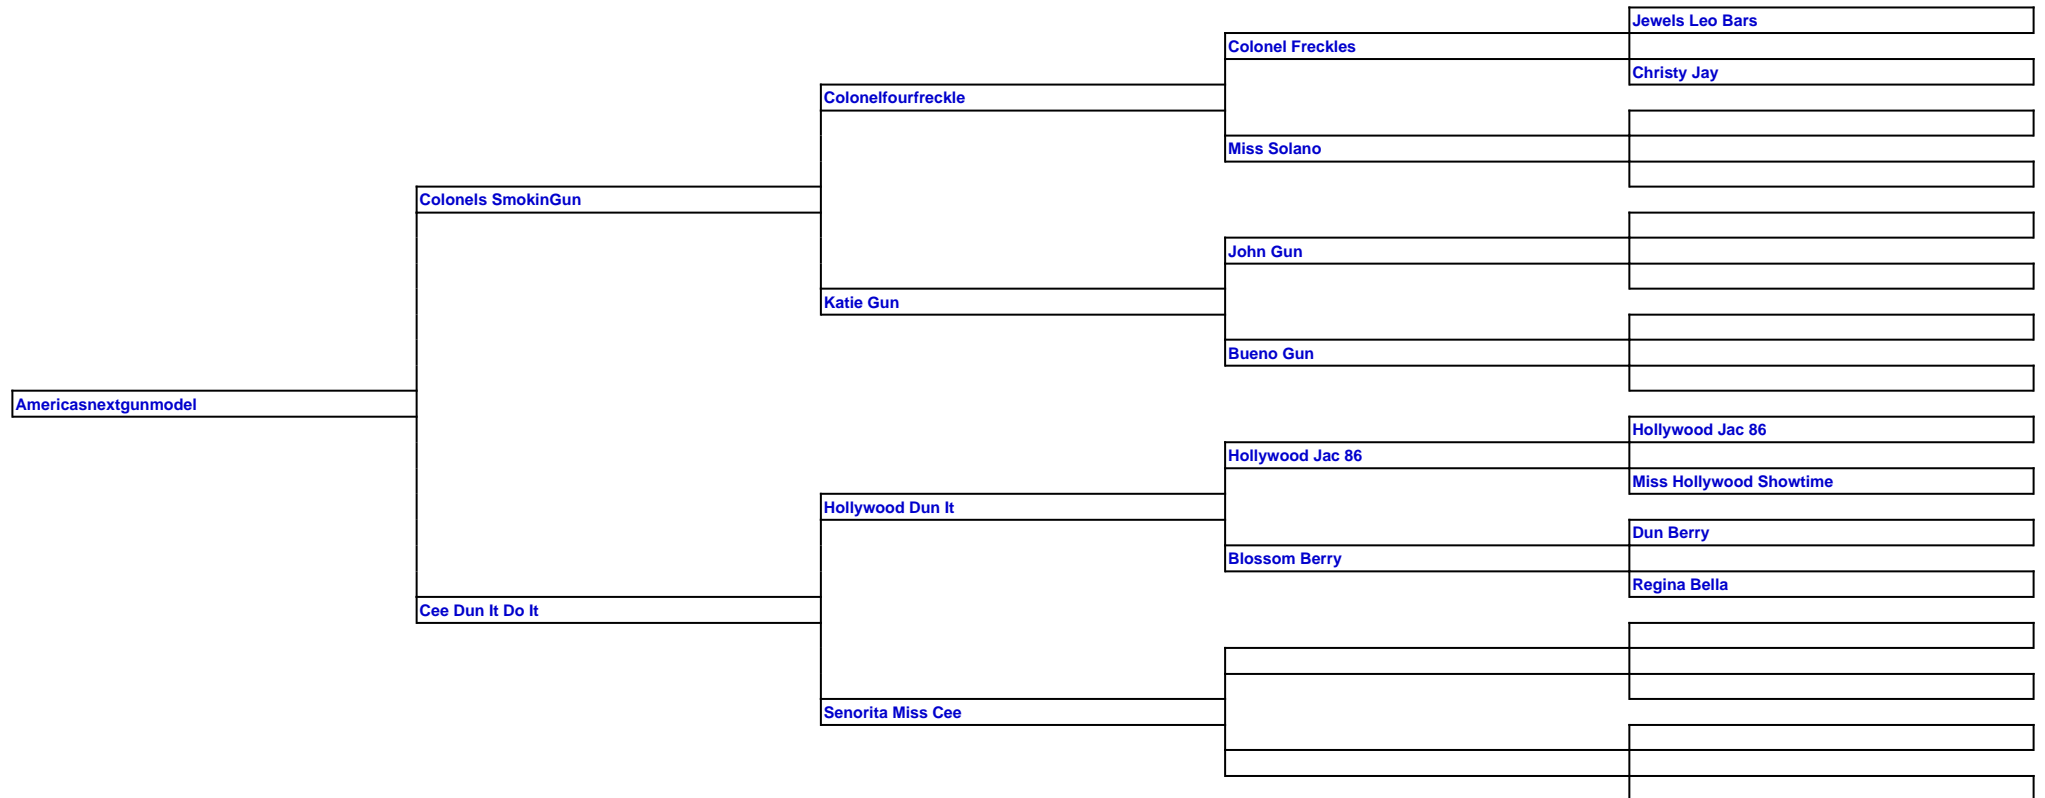 Jewels Leo Bars
Colonel Freckles
Christy Jay
Colonelfourfreckle
Miss Solano
Colonels SmokinGun
John Gun
Katie Gun
Bueno Gun
Americasnextgunmodel
Hollywood Jac 86
Hollywood Jac 86
Miss Hollywood Showtime
Hollywood Dun It
Dun Berry
Blossom Berry
Regina Bella
Cee Dun It Do It
Senorita Miss Cee